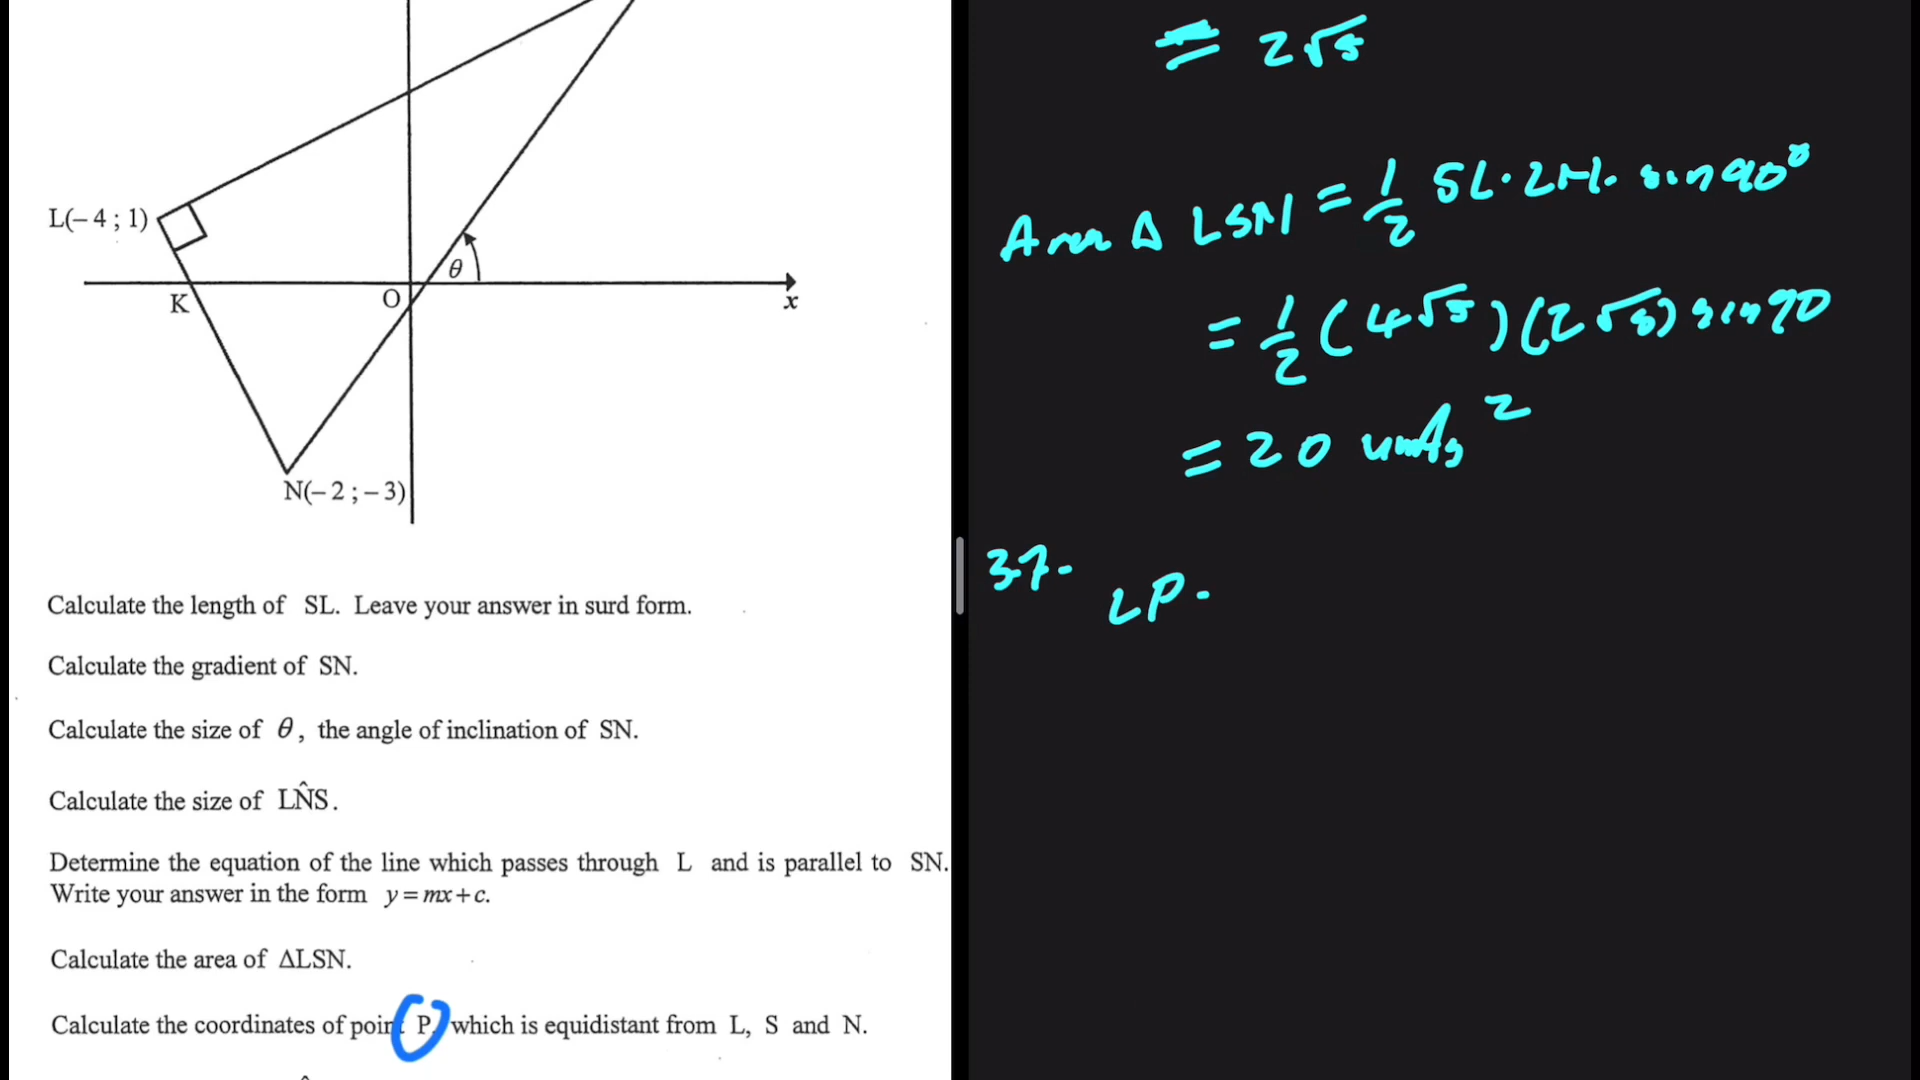 L(– 4 ; 1)
θ
K
O
x
N(– 2 ; – 3)
Calculate the length of SL. Leave your answer in surd form.
Calculate the gradient of SN.
Calculate the size of θ, the angle of inclination of SN.
Calculate the size of LN̂S.
Determine the equation of the line which passes through L and is parallel to SN.
Write your answer in the form y = mx + c.
Calculate the area of ΔLSN.
Calculate the coordinates of point P, which is equidistant from L, S and N.
= 2√5
Area Δ LSN = 1/2 SL · LN · sin 90°
= 1/2 (4√5)(2√5) sin 90
= 20 units²
3.7.
LP.